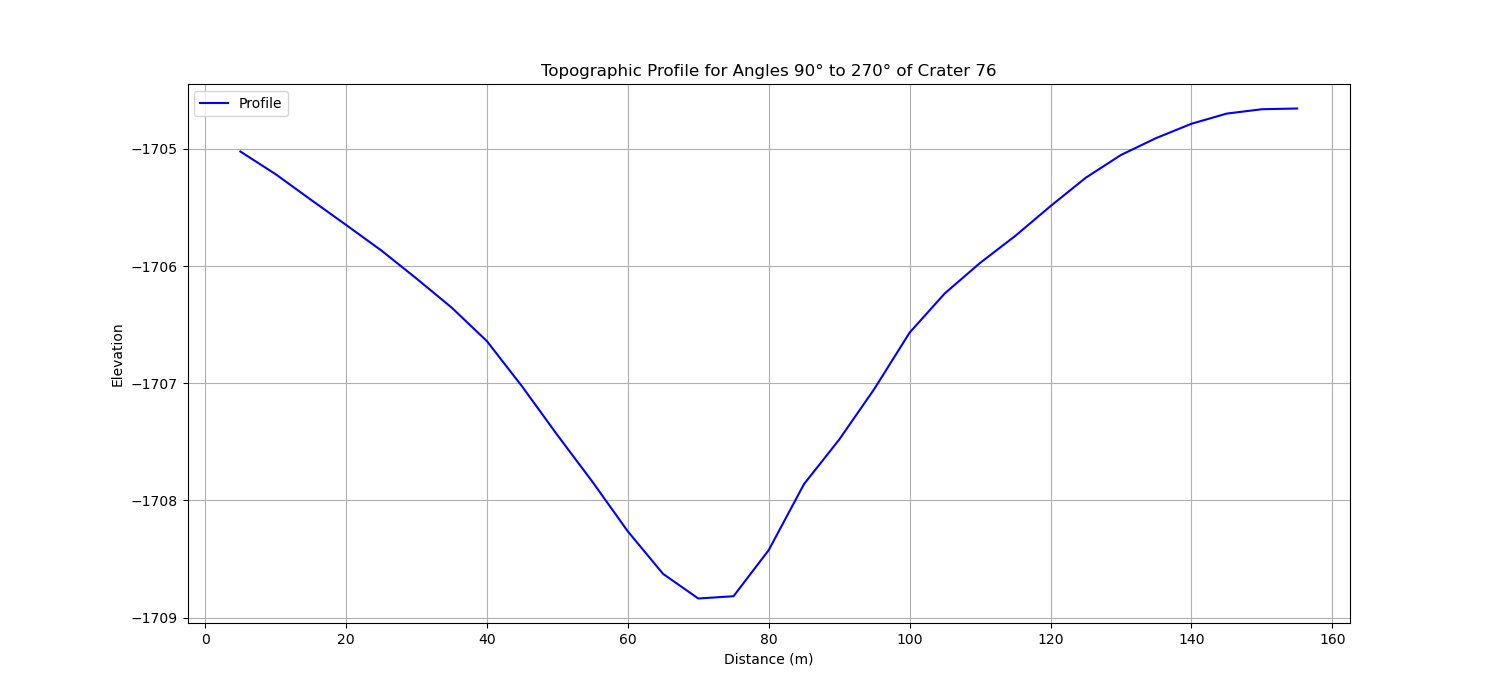 Topographic Profile for Angles 90° to 270° of Crater 76
Profile
Elevation
−1705
−1706
−1707
−1708
−1709
0 20 40 60 80 100 120 140 160
Distance (m)